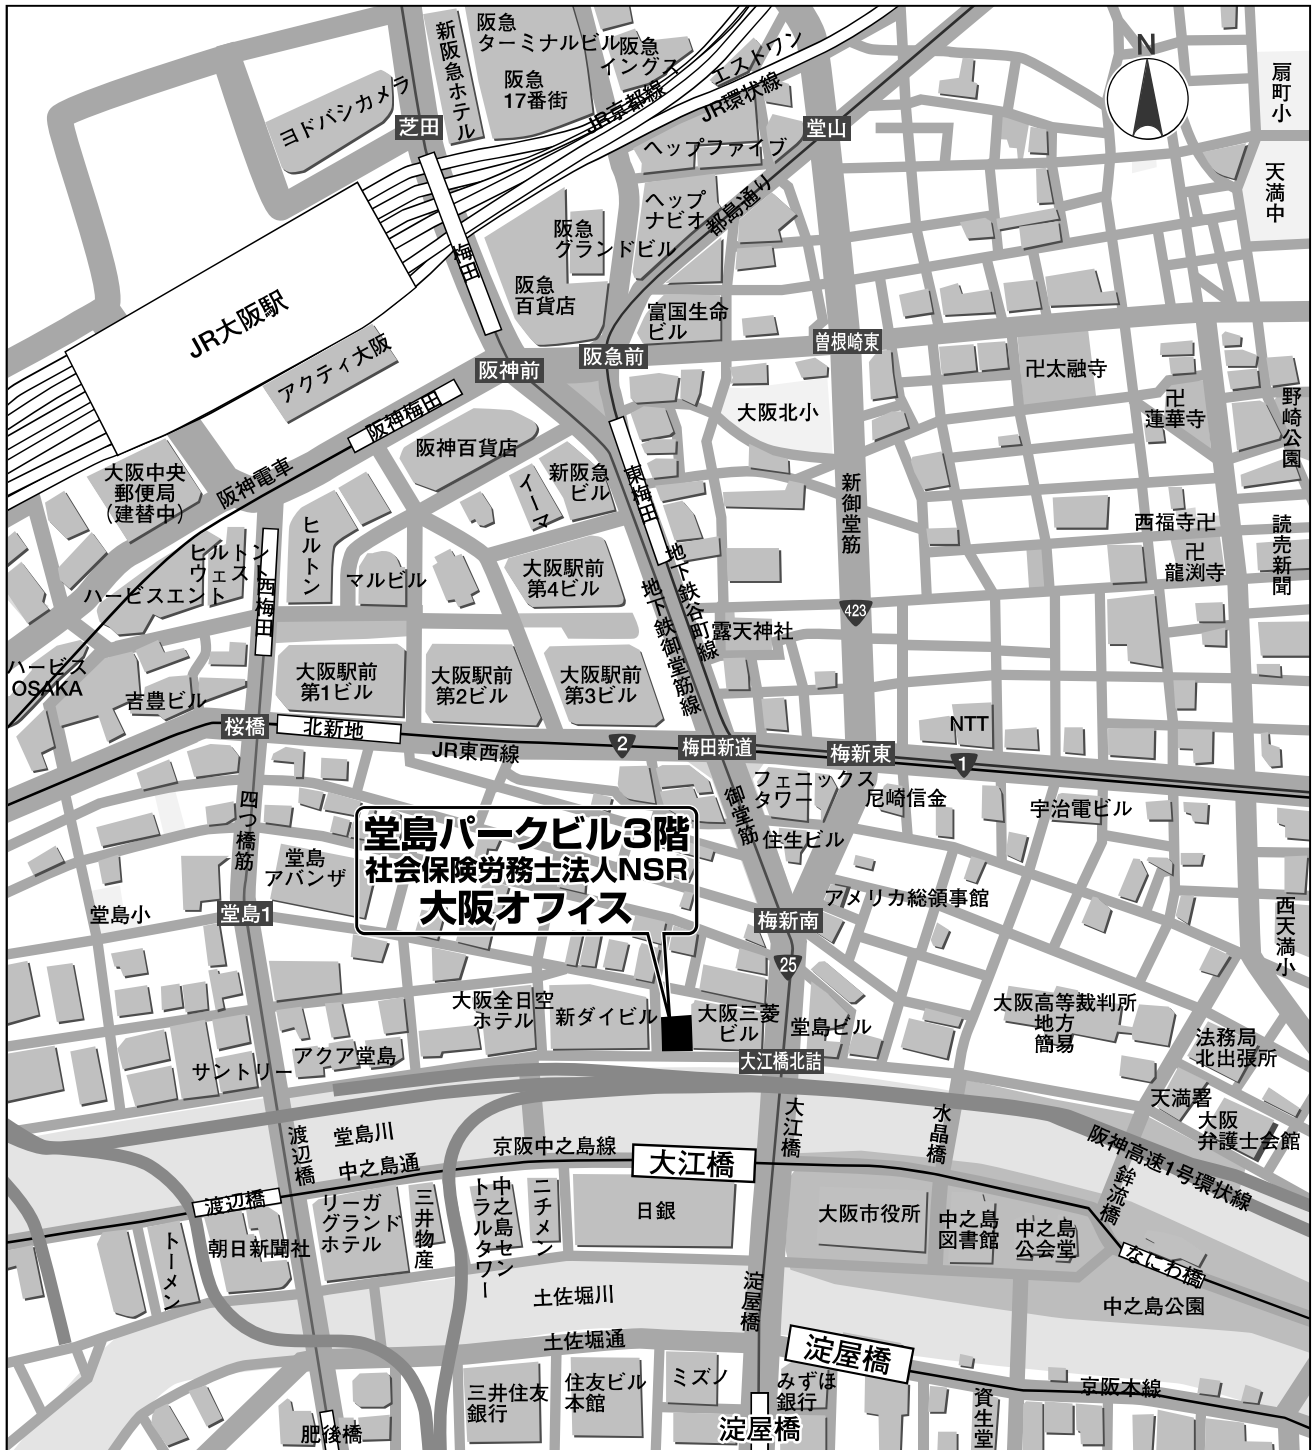 新阪急ホテル
阪急
ターミナルビル
阪急
イングス
エストワン
阪急
17番街
JR京都線
JR環状線
N
扇町小
ヨドバシカメラ
芝田
堂山
ヘップファイブ
天満中
梅田
ヘップ
ナビオ
都島通り
阪急
グランドビル
阪急
百貨店
富国生命
ビル
JR大阪駅
アクティ大阪
阪神前
阪急前
曽根崎東
卍太融寺
卍
蓮華寺
野崎公園
大阪北小
阪神梅田
阪神百貨店
大阪中央
郵便局
(建替中)
阪神電車
イーマ
新阪急
ビル
東梅田
新御堂筋
西福寺卍
卍
龍渕寺
読売新聞
ヒルトン
ヒルトン
ウェスト
西梅田
マルビル
大阪駅前
第4ビル
地下鉄谷町線
地下鉄御堂筋線
ハービスエント
423
露天神社
ハービス
OSAKA
吉豊ビル
大阪駅前
第1ビル
大阪駅前
第2ビル
大阪駅前
第3ビル
桜橋
北新地
JR東西線
2
梅田新道
梅新東
NTT
1
四つ橋筋
御堂筋
フェニックス
タワー
尼崎信金
宇治電ビル
住生ビル
堂島パークビル3階
社会保険労務士法人NSR
大阪オフィス
堂島
アバンザ
堂島小
堂島1
梅新南
アメリカ総領事館
西天満小
25
大阪全日空
ホテル
新ダイビル
大阪三菱
ビル
堂島ビル
大阪高等裁判所
地方
簡易
法務局
北出張所
サントリー
アクア堂島
大江橋北詰
天満署
大阪
弁護士会館
渡辺橋
堂島川
中之島通
京阪中之島線
大江橋
大江橋
水晶橋
阪神高速1号環状線
鉾流橋
渡辺橋
リーガ
グランド
ホテル
三井物産
中之島セン
トラルタワー
ニチメン
日銀
大阪市役所
中之島
図書館
中之島
公会堂
なにわ橋
トーメン
朝日新聞社
土佐堀川
淀屋橋
中之島公園
土佐堀通
淀屋橋
三井住友
銀行
住友ビル
本館
ミズノ
みずほ
銀行
資生堂
京阪本線
肥後橋
淀屋橋